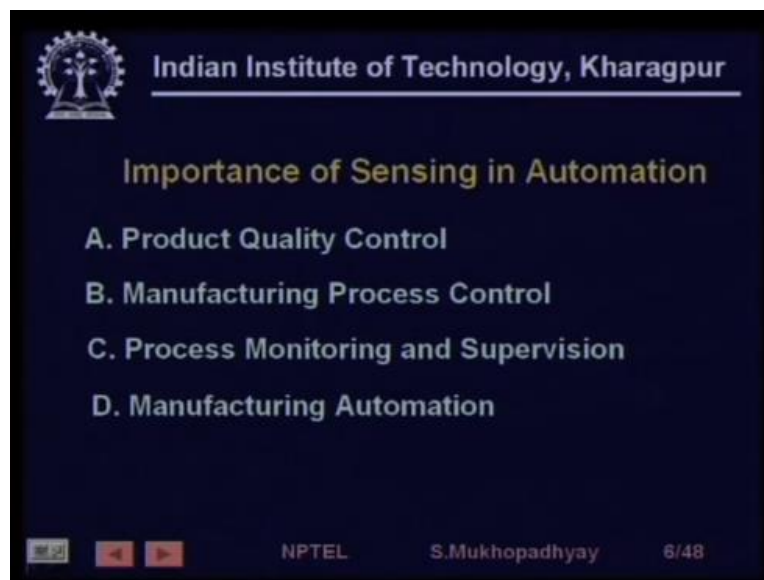 Indian Institute of Technology, Kharagpur
Importance of Sensing in Automation
A. Product Quality Control
B. Manufacturing Process Control
C. Process Monitoring and Supervision
D. Manufacturing Automation
NPTEL S.Mukhopadhyay 6/48